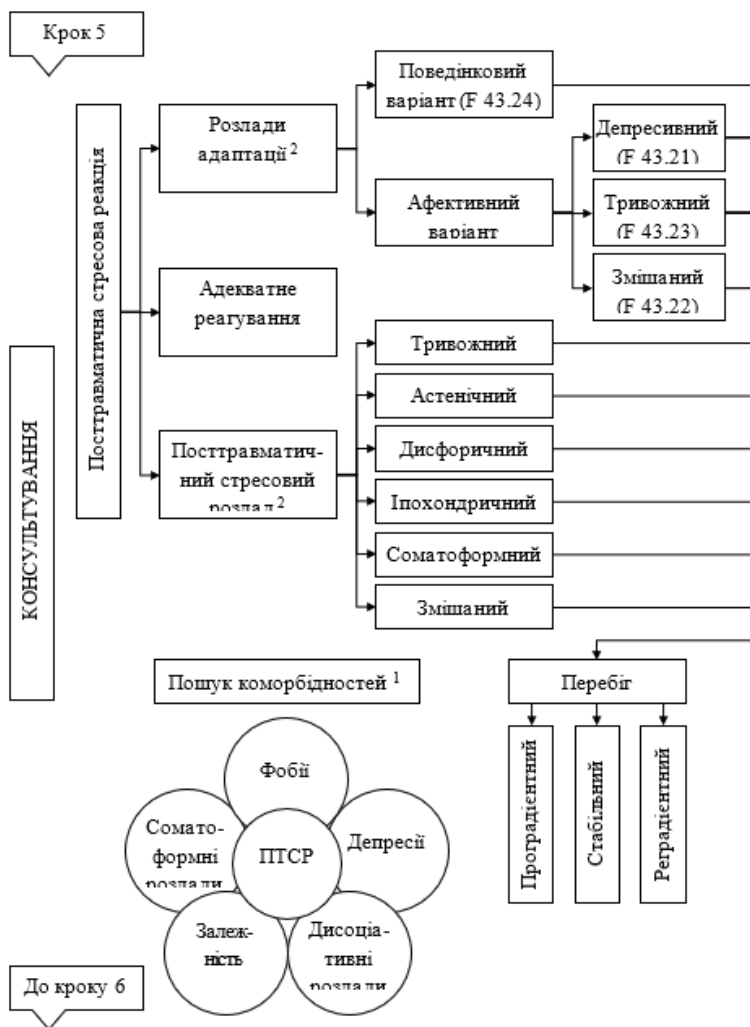 Крок 5
КОНСУЛЬТУВАННЯ
Посттравматична стресова реакція
Розлади
адаптації 2
Адекватне
реагування
Посттравматич-
ний стресовий
розлад 2
Поведінковий
варіант (F 43.24)
Афективний
варіант
Депресивний
(F 43.21)
Тривожний
(F 43.23)
Змішаний
(F 43.22)
Тривожний
Астенічний
Дисфоричний
Іпохондричний
Соматоформний
Змішаний
Перебіг
Проградієнтний
Стабільний
Реградієнтний
Пошук коморбідностей 1
Фобії
Сомато-
формні
розлади
ПТСР
Депресії
Залеж-
ність
Дисоціа-
тивні
розлади
До кроку 6